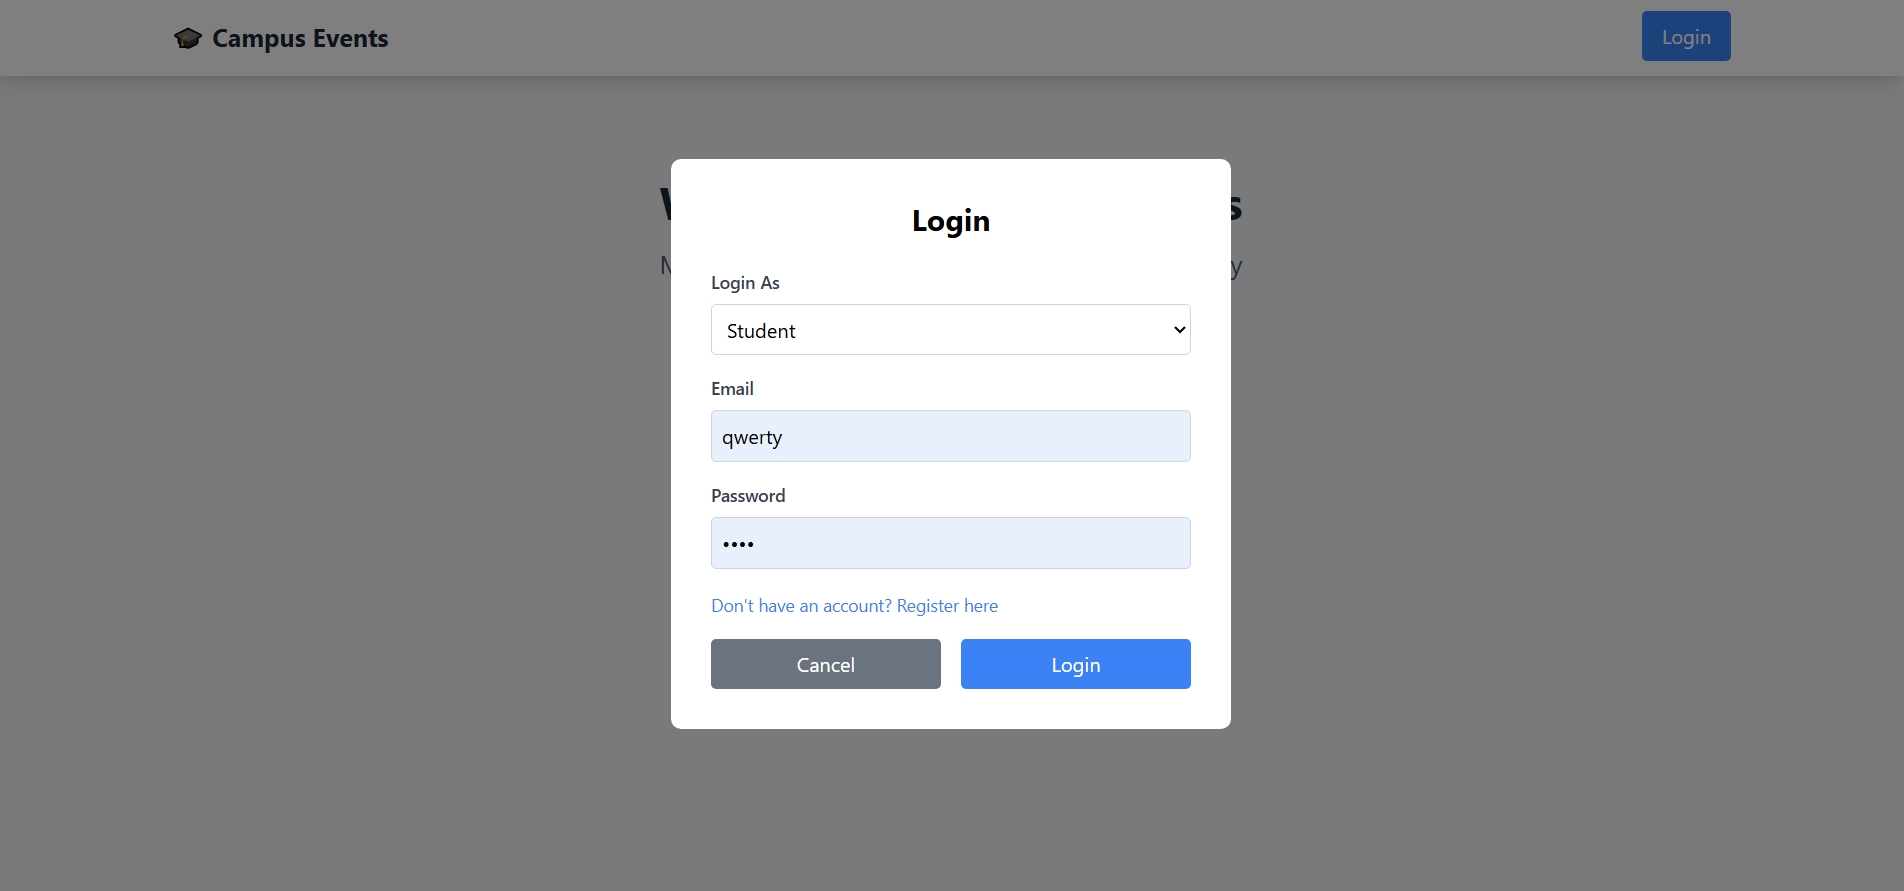 Campus Events
Login
Login
Login As
Student
Email
qwerty
Password
••••
Don't have an account? Register here
Cancel
Login